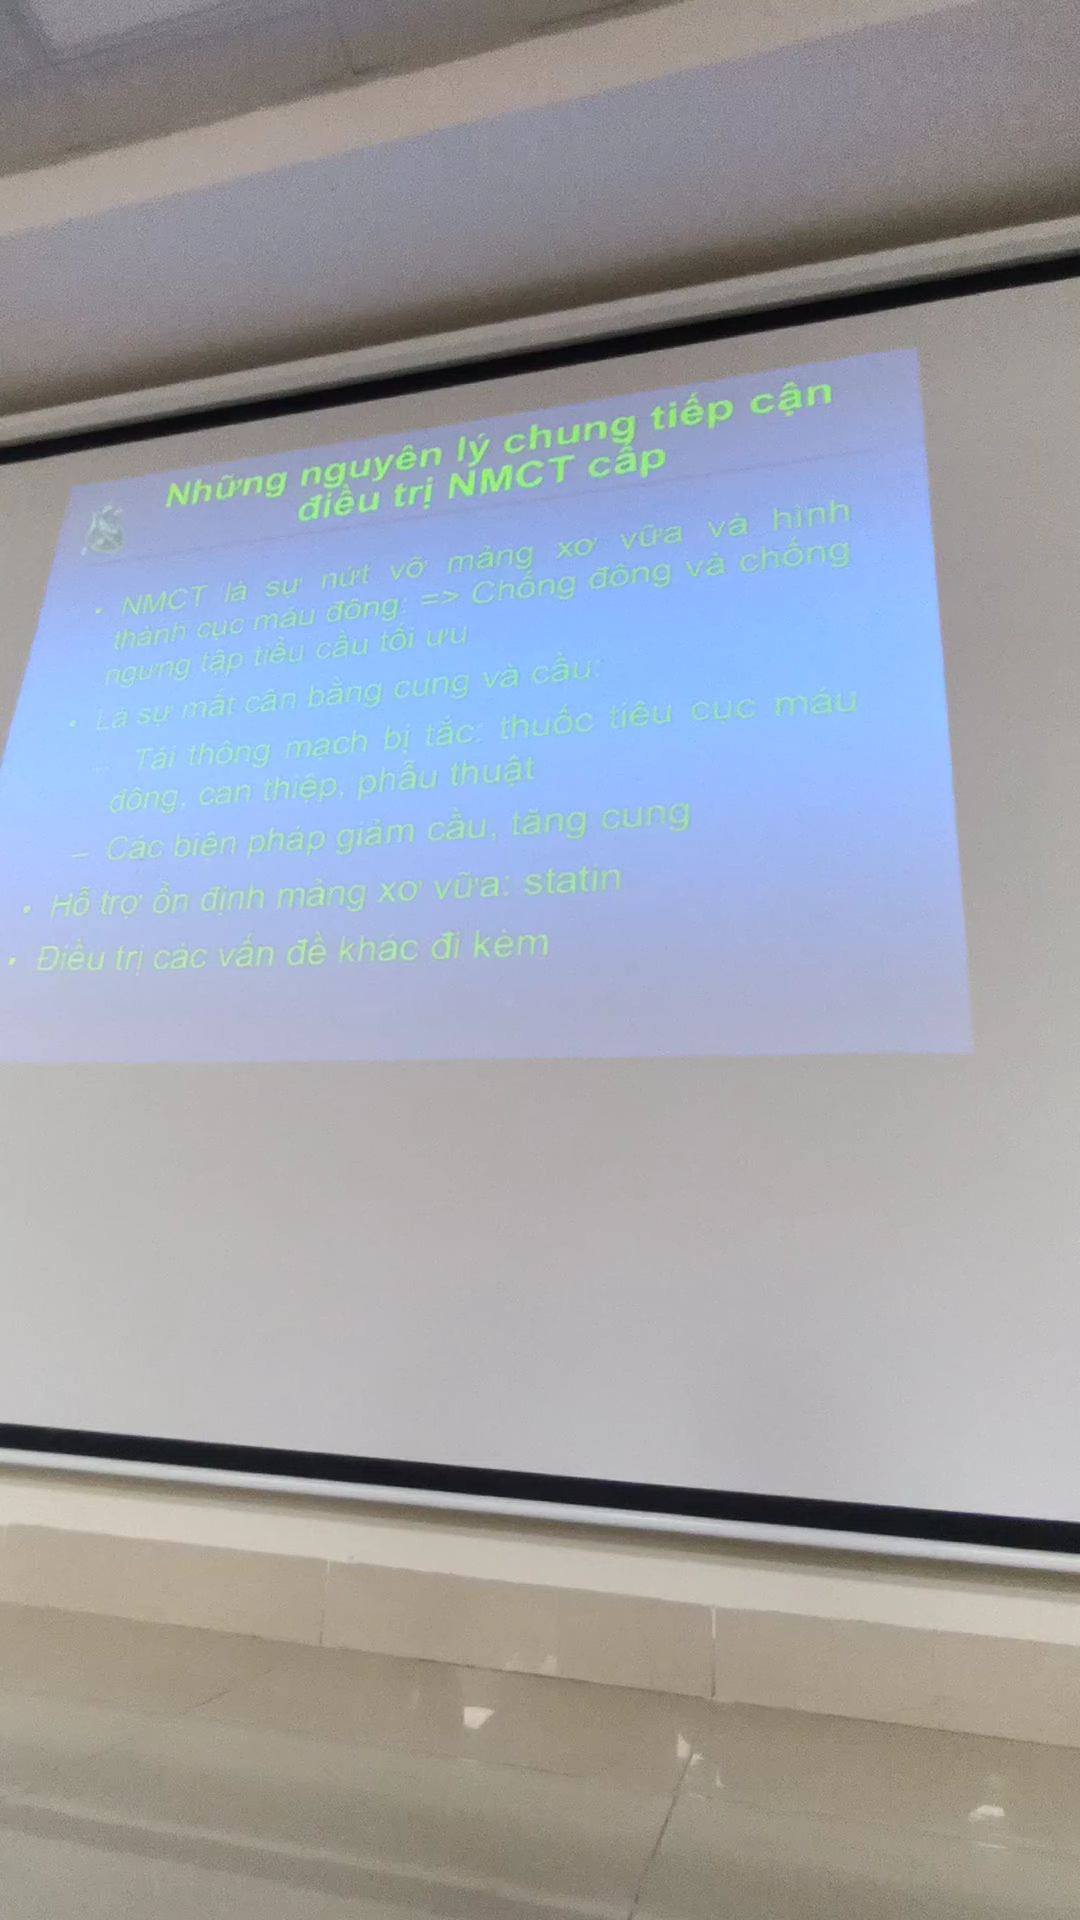 Những nguyên lý chung tiếp cận
điều trị NMCT cấp
• NMCT là sự nứt vỡ mảng xơ vữa và hình
thành cục máu đông: => Chống đông và chống
ngưng tập tiểu cầu tối ưu
• Là sự mất cân bằng cung và cầu:
– Tái thông mạch bị tắc: thuốc tiêu cục máu
đông, can thiệp, phẫu thuật
– Các biện pháp giảm cầu, tăng cung
• Hỗ trợ ổn định mảng xơ vữa: statin
• Điều trị các vấn đề khác đi kèm